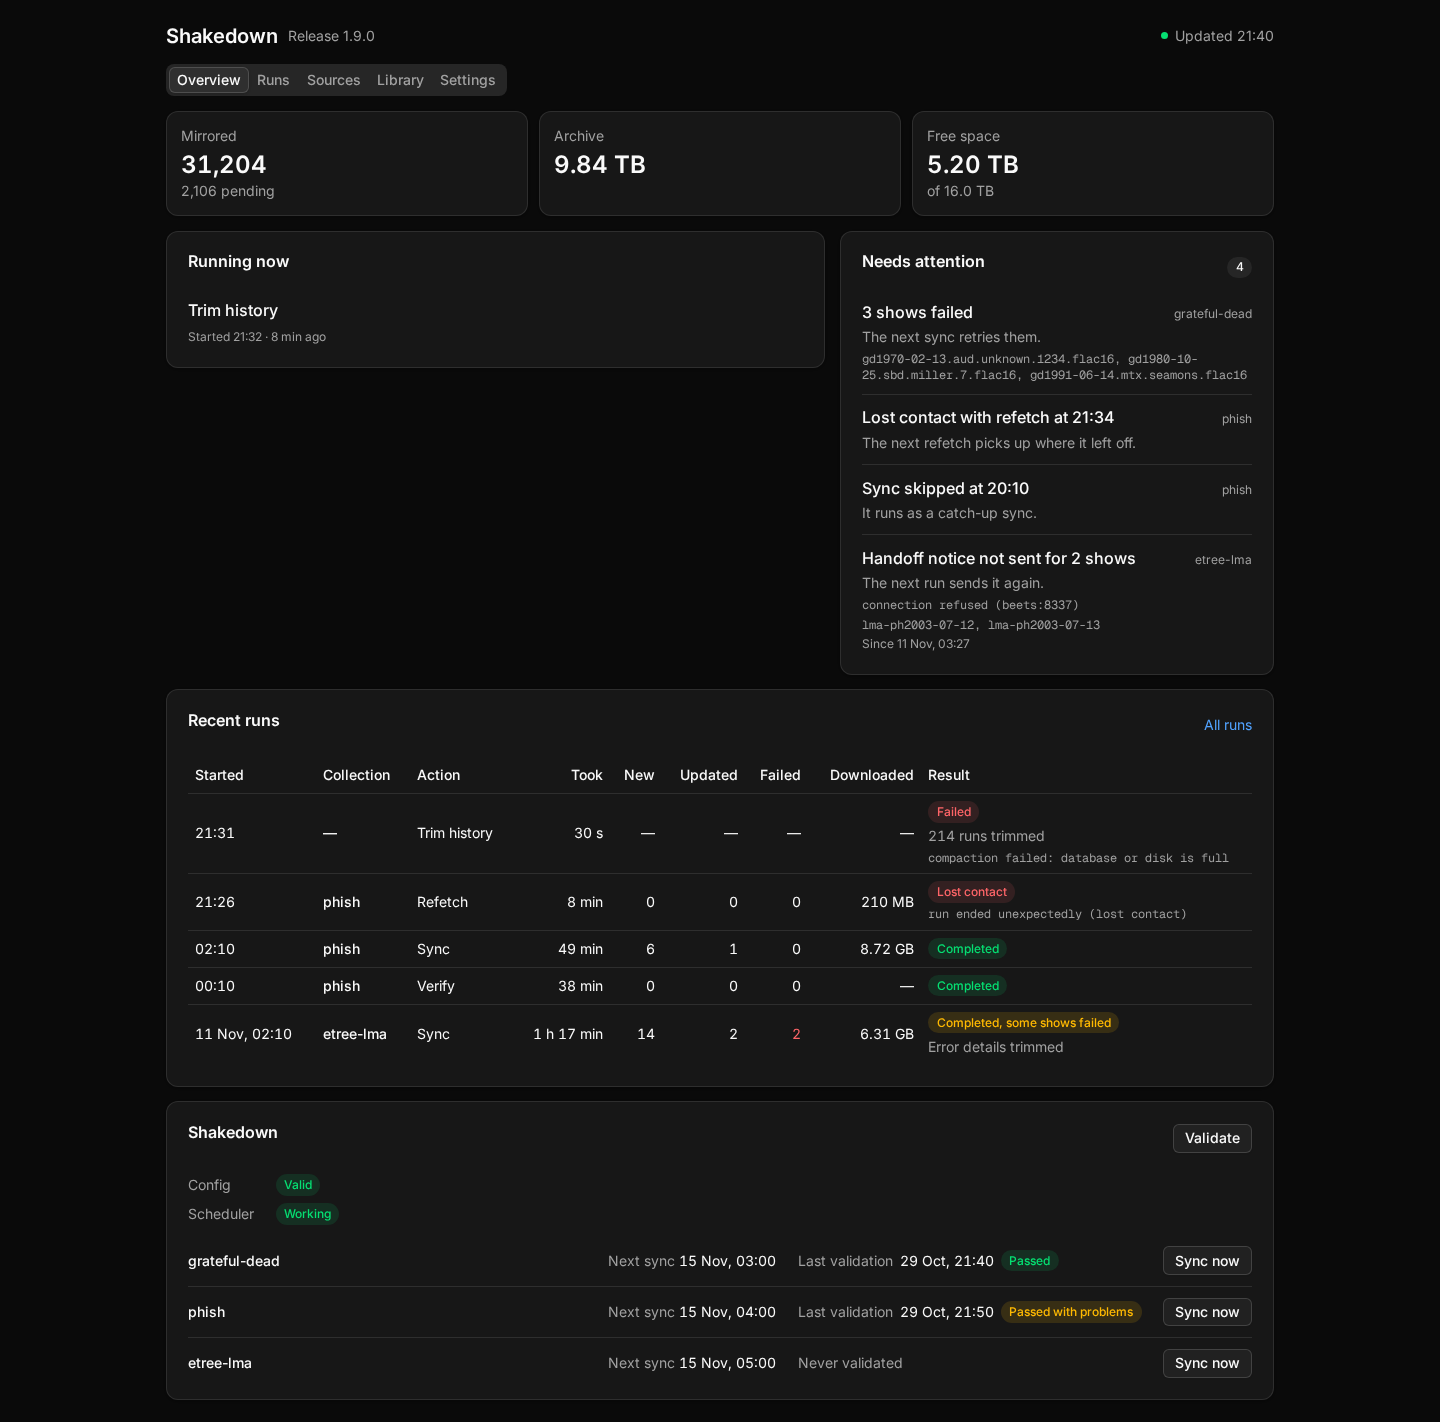 Shakedown Release 1.9.0
Updated 21:40
Overview Runs Sources Library Settings
Mirrored
31,204
2,106 pending
Archive
9.84 TB
Free space
5.20 TB
of 16.0 TB
Running now
Trim history
Started 21:32 · 8 min ago
Needs attention
4
3 shows failed
grateful-dead
The next sync retries them.
gd1970-02-13.aud.unknown.1234.flac16, gd1980-10-
25.sbd.miller.7.flac16, gd1991-06-14.mtx.seamons.flac16
Lost contact with refetch at 21:34
phish
The next refetch picks up where it left off.
Sync skipped at 20:10
phish
It runs as a catch-up sync.
Handoff notice not sent for 2 shows
etree-lma
The next run sends it again.
connection refused (beets:8337)
lma-ph2003-07-12, lma-ph2003-07-13
Since 11 Nov, 03:27
Recent runs
All runs
Started Collection Action Took New Updated Failed Downloaded Result
21:31 — Trim history 30 s — — — — Failed
214 runs trimmed
compaction failed: database or disk is full
21:26 phish Refetch 8 min 0 0 0 210 MB Lost contact
run ended unexpectedly (lost contact)
02:10 phish Sync 49 min 6 1 0 8.72 GB Completed
00:10 phish Verify 38 min 0 0 0 — Completed
11 Nov, 02:10 etree-lma Sync 1 h 17 min 14 2 2 6.31 GB Completed, some shows failed
Error details trimmed
Shakedown
Validate
Config Valid
Scheduler Working
grateful-dead Next sync 15 Nov, 03:00 Last validation 29 Oct, 21:40 Passed Sync now
phish Next sync 15 Nov, 04:00 Last validation 29 Oct, 21:50 Passed with problems Sync now
etree-lma Next sync 15 Nov, 05:00 Never validated Sync now